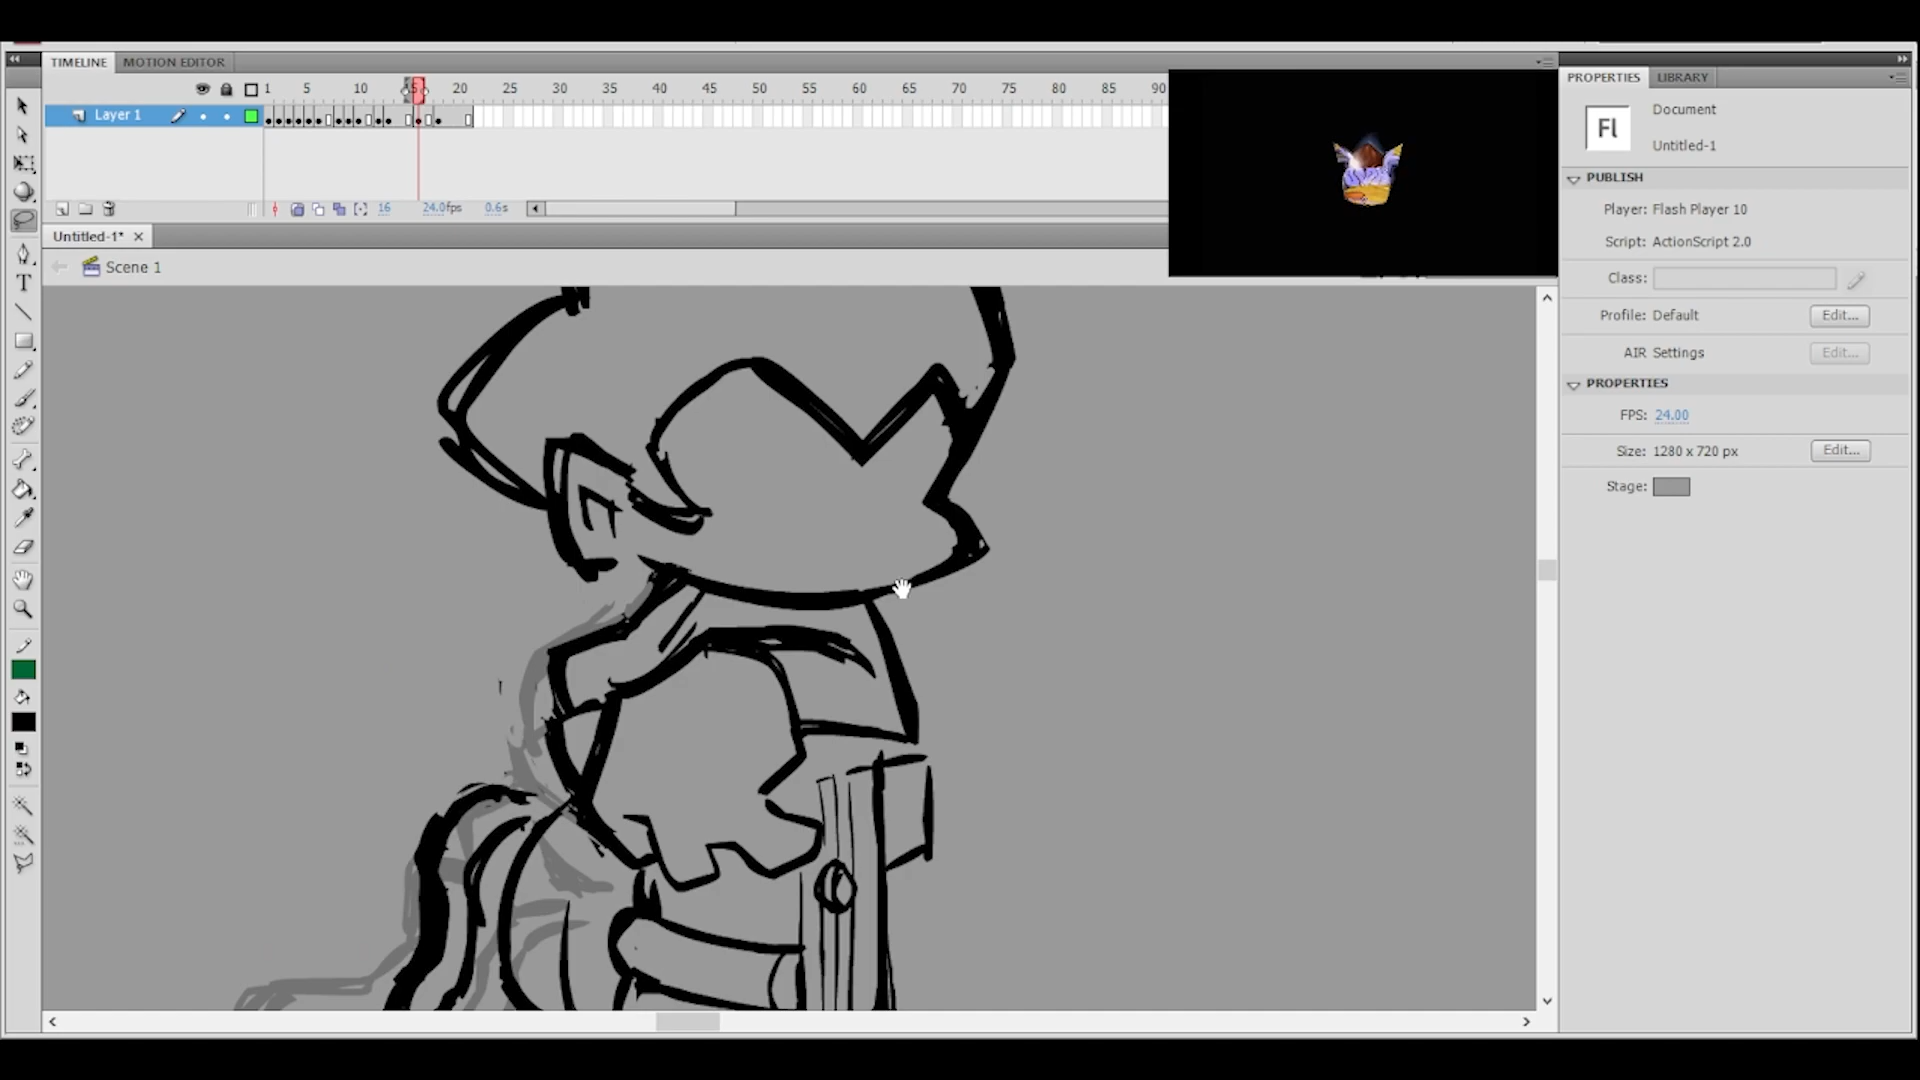 TIMELINE MOTION EDITOR
1 5 10 15 20 25 30 35 40 45 50 55 60 65 70 75 80 85 90
Layer 1
16 24.0fps 0.6s
Untitled-1*
Scene 1
T
PROPERTIES LIBRARY
Fl
Document
Untitled-1
PUBLISH
Player: Flash Player 10
Script: ActionScript 2.0
Class:
Profile: Default Edit...
AIR Settings Edit...
PROPERTIES
FPS: 24.00
Size: 1280 x 720 px Edit...
Stage: